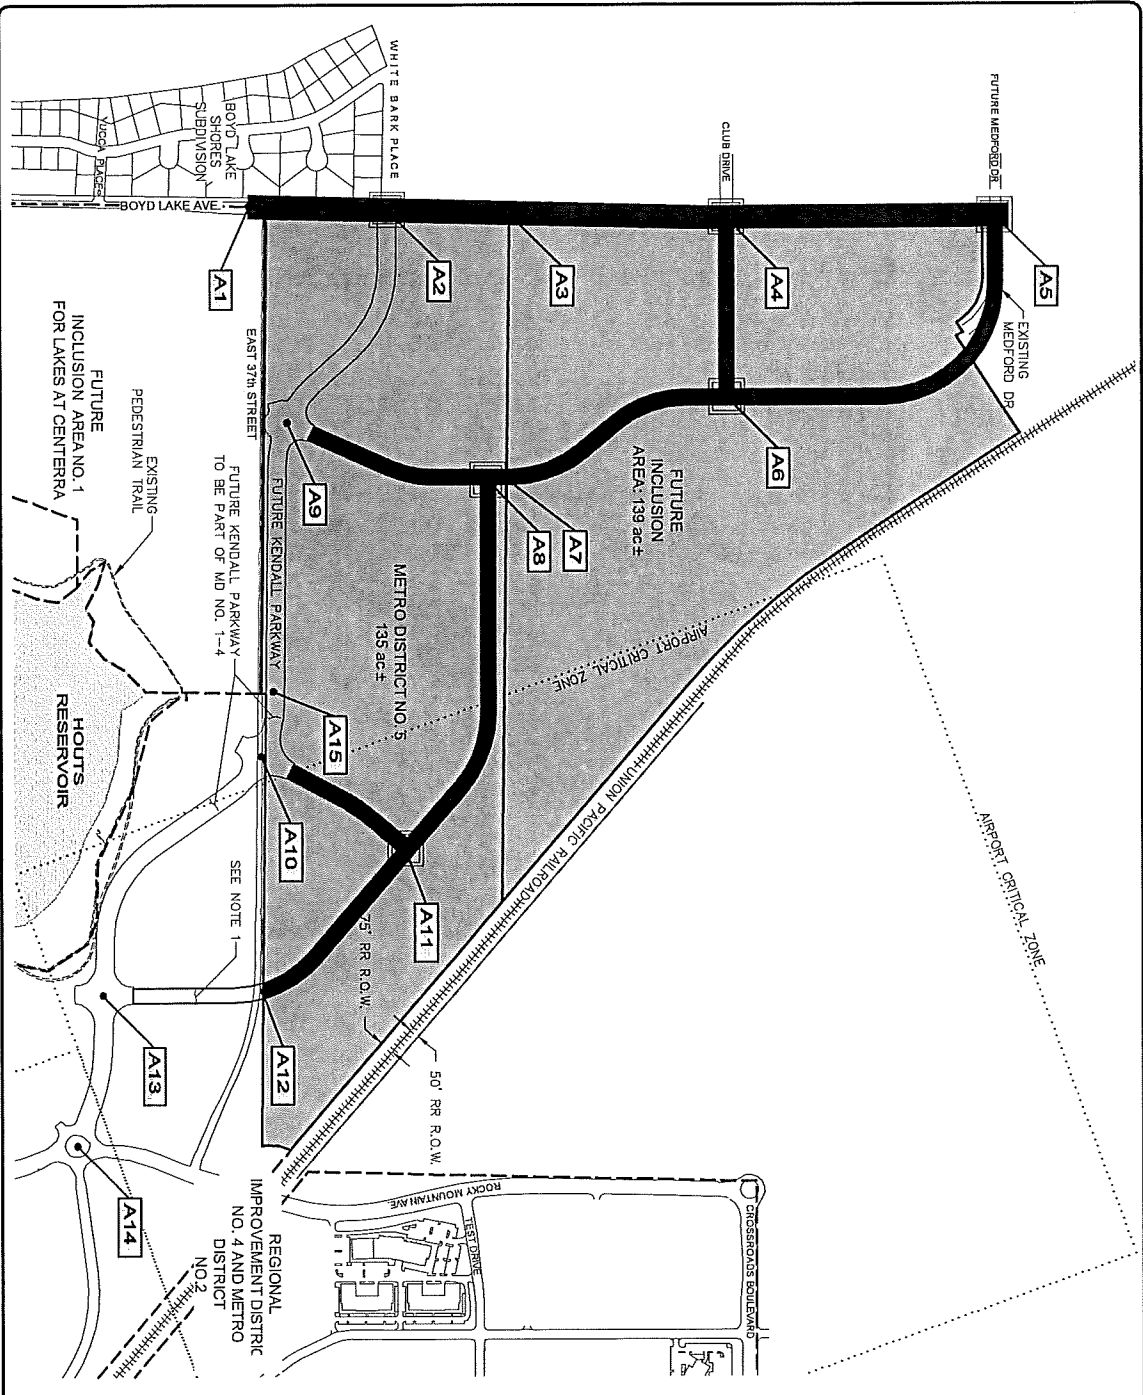 WHITE BARK PLACE
CLUB DRIVE
FUTURE MEDFORD DR
BOYD LAKE
SHORES
SUBDIVISION
YUCCA PLACE
BOYD LAKE AVE.
A1
A2
A3
A4
A5
EXISTING
MEDFORD DR
EAST 37th STREET
A6
FUTURE
INCLUSION
AREA: 139 ac±
A7
A8
A9
FUTURE
INCLUSION AREA NO. 1
FOR LAKES AT CENTERRA
EXISTING
PEDESTRIAN TRAIL
FUTURE KENDALL PARKWAY
TO BE PART OF MD NO. 1-4
FUTURE KENDALL PARKWAY
METRO DISTRICT NO. 5
135 ac±
AIRPORT CRITICAL ZONE
A15
A10
HOUTS
RESERVOIR
UNION PACIFIC RAILROAD
AIRPORT CRITICAL ZONE
SEE NOTE 1
A11
75' RR R.O.W.
50' RR R.O.W.
A12
A13
A14
REGIONAL
IMPROVEMENT DISTRIC
NO. 4 AND METRO
DISTRICT
NO.2
ROCKY MOUNTAIN AVE.
TEST DRIVE
CROSSROADS BOULEVARD